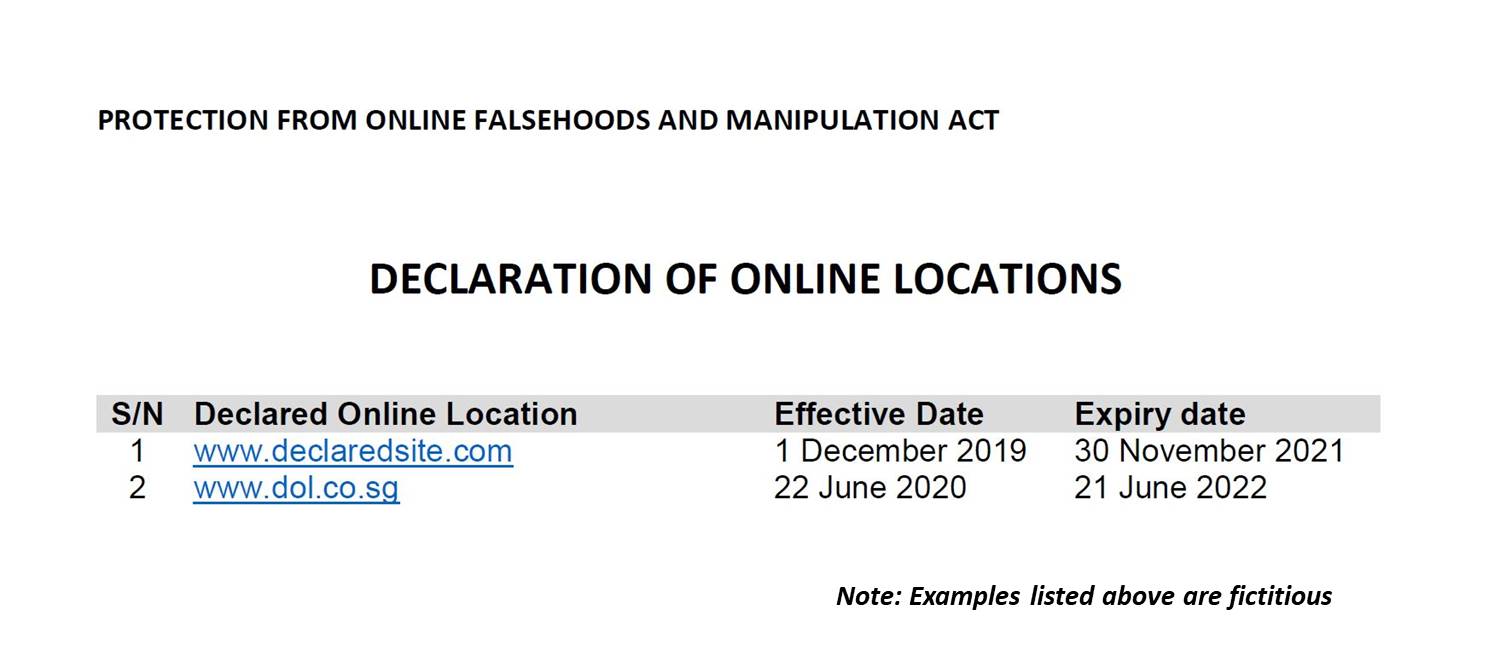 PROTECTION FROM ONLINE FALSEHOODS AND MANIPULATION ACT
DECLARATION OF ONLINE LOCATIONS
S/N Declared Online Location Effective Date Expiry date
1 www.declaredsite.com 1 December 2019 30 November 2021
2 www.dol.co.sg 22 June 2020 21 June 2022
Note: Examples listed above are fictitious